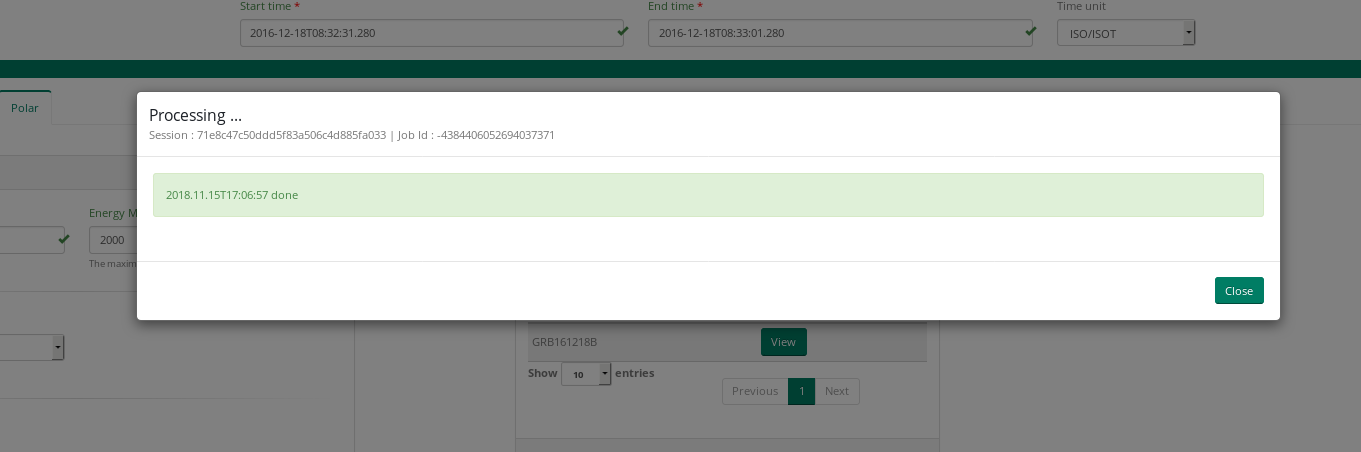 Start time *
End time *
Time unit
2016-12-18T08:32:31.280
2016-12-18T08:33:01.280
ISO/ISOT
Polar
Processing ...
Session : 71e8c47c50ddd5f83a506c4d885fa033 | Job Id : -4384406052694037371
2018.11.15T17:06:57 done
Energy M
2000
The maxim
Close
GRB161218B
View
Show 10 entries
Previous 1 Next